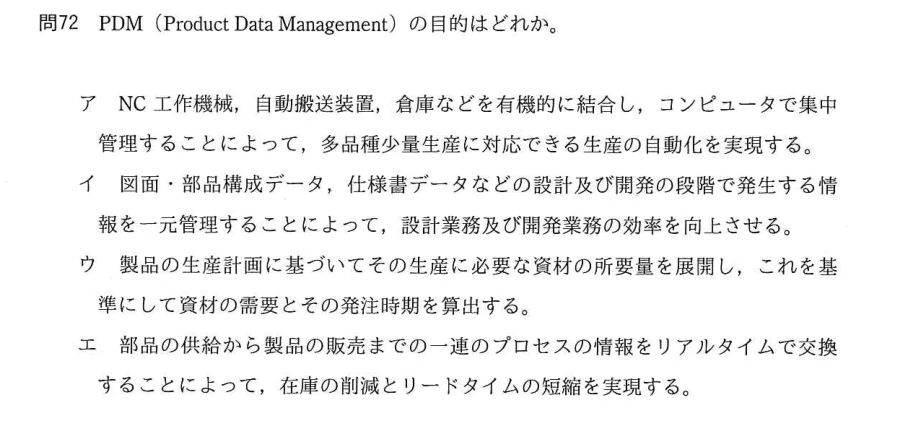 問72 PDM（Product Data Management）の目的はどれか。
ア NC 工作機械，自動搬送装置，倉庫などを有機的に結合し，コンピュータで集中
管理することによって，多品種少量生産に対応できる生産の自動化を実現する。
イ 図面・部品構成データ，仕様書データなどの設計及び開発の段階で発生する情
報を一元管理することによって，設計業務及び開発業務の効率を向上させる。
ウ 製品の生産計画に基づいてその生産に必要な資材の所要量を展開し，これを基
準にして資材の需要とその発注時期を算出する。
エ 部品の供給から製品の販売までの一連のプロセスの情報をリアルタイムで交換
することによって，在庫の削減とリードタイムの短縮を実現する。